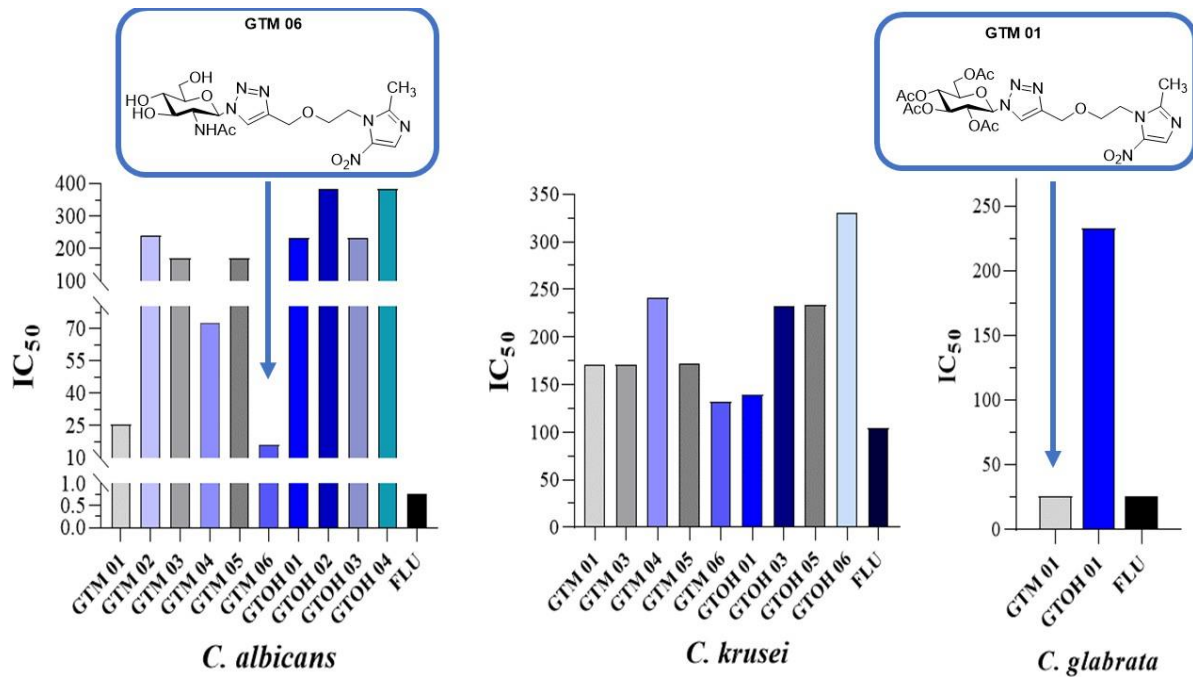 GTM 06
OH
HO
HO
O
NHAc
N=N
N
O
CH₃
N
N
O₂N
GTM 01
OAc
AcO
AcO
O
OAc
N=N
N
O
CH₃
N
N
O₂N
IC₅₀
400
300
200
100
70
55
40
25
10
1.0
0.5
0.0
GTM 01
GTM 02
GTM 03
GTM 04
GTM 05
GTM 06
GTOH 01
GTOH 02
GTOH 03
GTOH 04
FLU
C. albicans
IC₅₀
350
300
250
200
150
100
50
0
GTM 01
GTM 03
GTM 04
GTM 05
GTM 06
GTOH 01
GTOH 03
GTOH 05
GTOH 06
FLU
C. krusei
IC₅₀
250
200
150
100
50
0
GTM 01
GTOH 01
FLU
C. glabrata